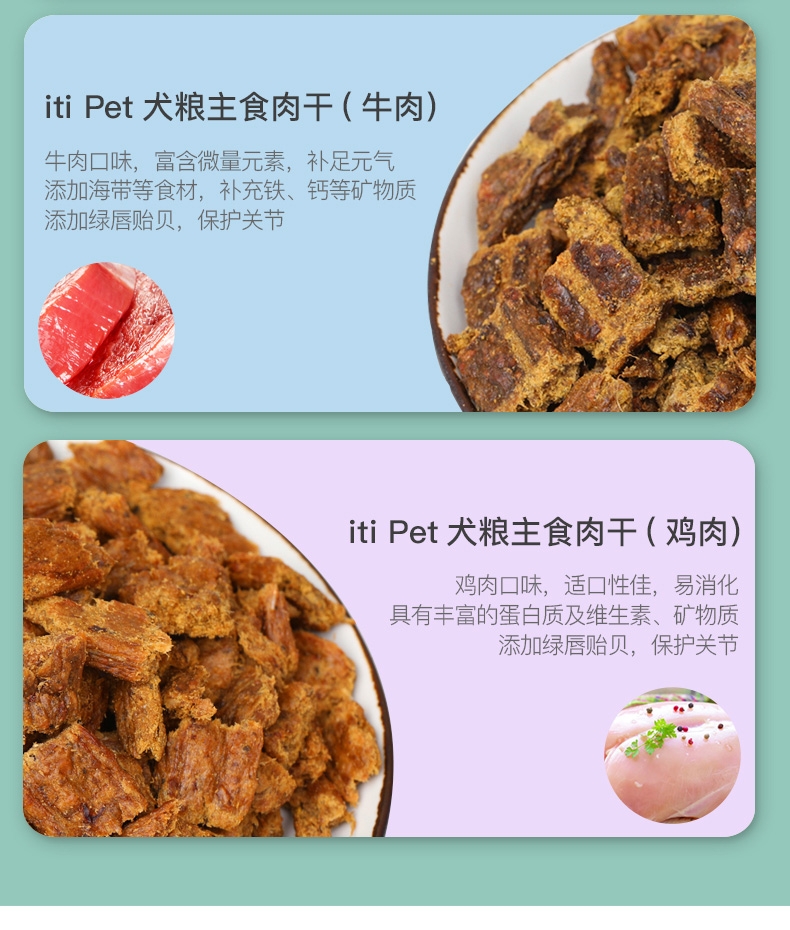 iti Pet 犬粮主食肉干 ( 牛肉)
牛肉口味，富含微量元素，补足元气
添加海带等食材，补充铁、钙等矿物质
添加绿唇贻贝，保护关节
iti Pet 犬粮主食肉干 ( 鸡肉)
鸡肉口味，适口性佳，易消化
具有丰富的蛋白质及维生素、矿物质
添加绿唇贻贝，保护关节